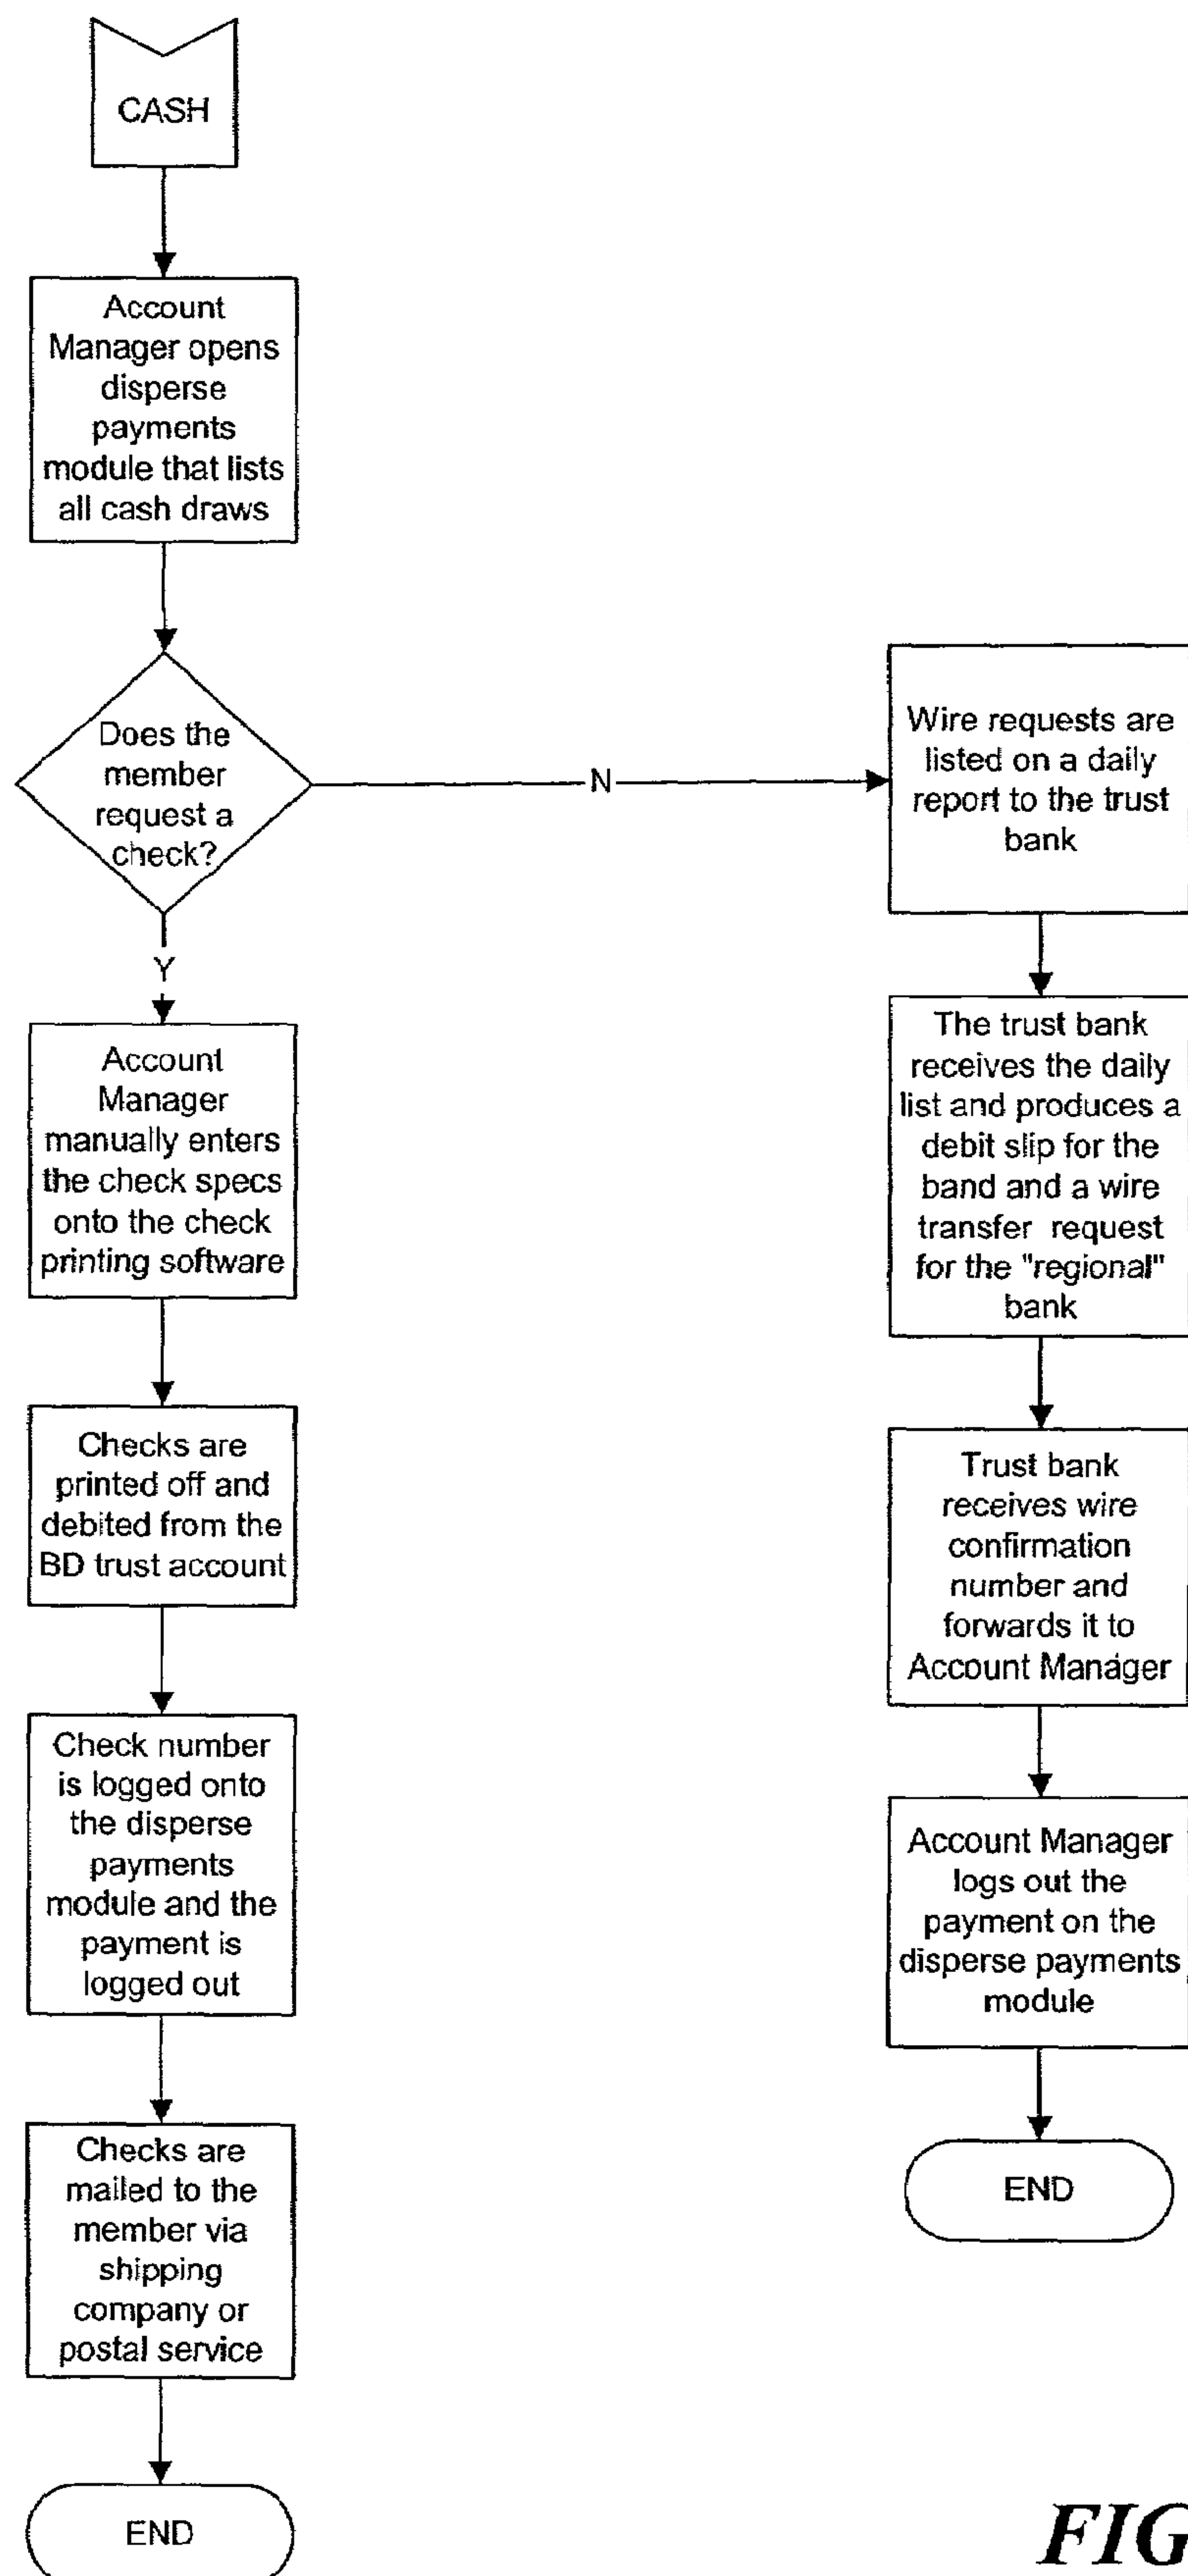 CASH
Account
Manager opens
disperse
payments
module that lists
all cash draws
Does the
member
request a
check?
N
Y
Account
Manager
manually enters
the check specs
onto the check
printing software
Checks are
printed off and
debited from the
BD trust account
Check number
is logged onto
the disperse
payments
module and the
payment is
logged out
Checks are
mailed to the
member via
shipping
company or
postal service
END
Wire requests are
listed on a daily
report to the trust
bank
The trust bank
receives the daily
list and produces a
debit slip for the
band and a wire
transfer request
for the "regional"
bank
Trust bank
receives wire
confirmation
number and
forwards it to
Account Manager
Account Manager
logs out the
payment on the
disperse payments
module
END
FIG